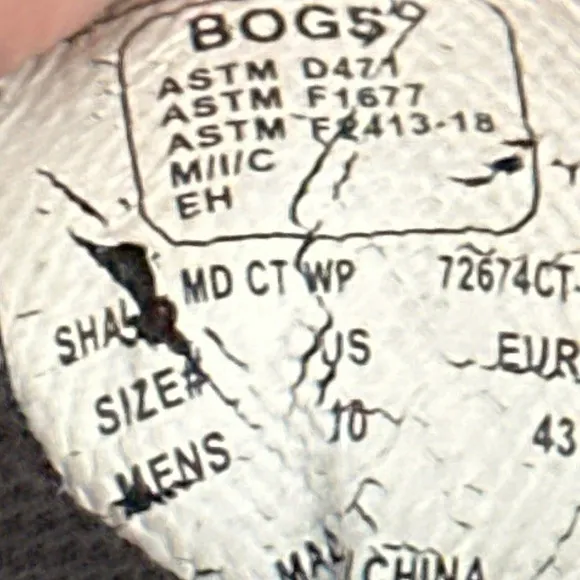 BOGS
ASTM D471
ASTM F1677
ASTM F2413-18
M/I/C
EH
MD CT WP 72674CT-
US EUR
SIZE# 10 43
MENS
CHINA